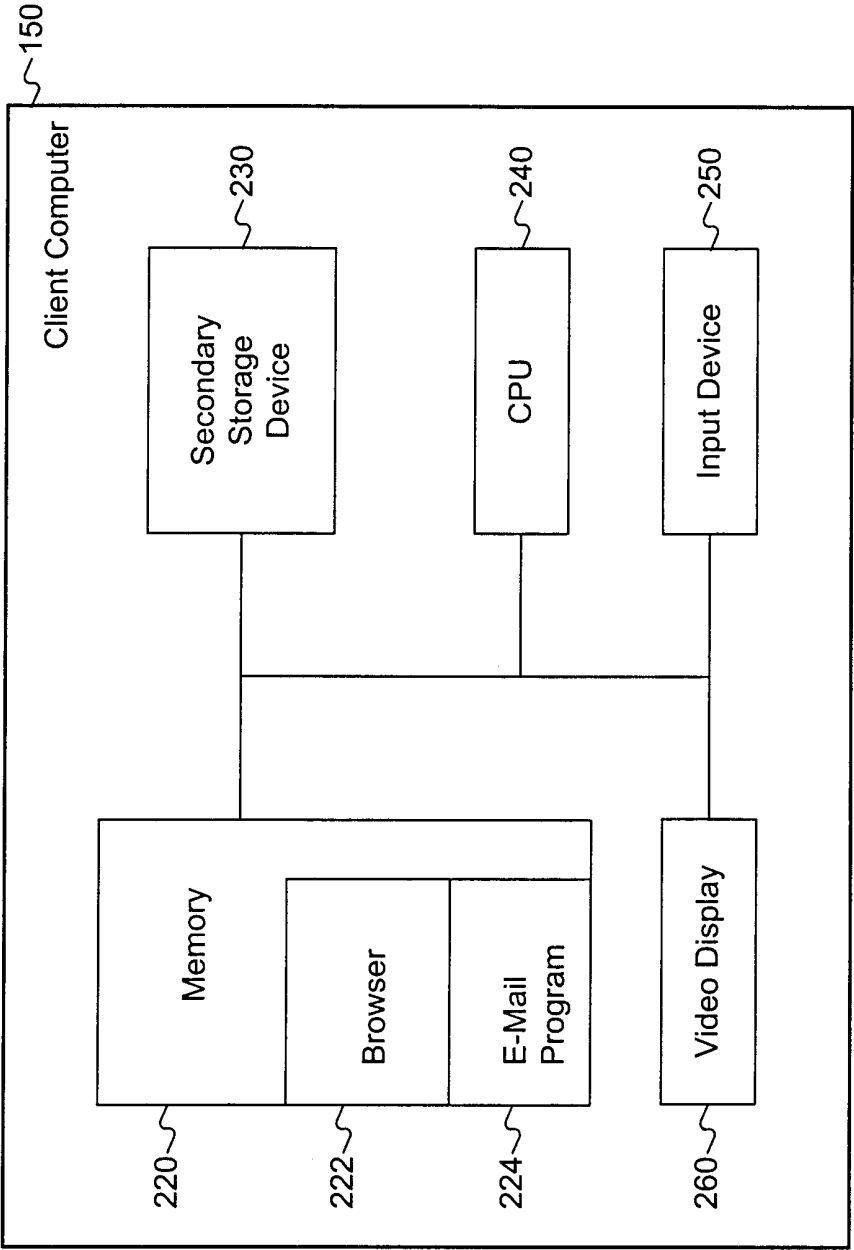 150
Client Computer
220
Memory
Secondary
Storage
Device
230
222
Browser
224
E-Mail
Program
CPU
240
260
Video Display
Input Device
250